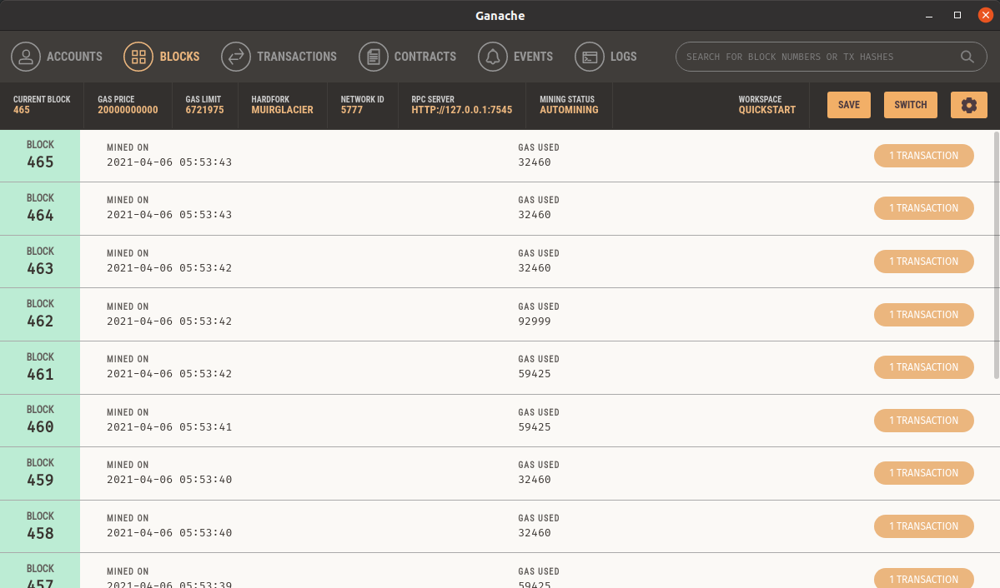 Ganache
ACCOUNTS BLOCKS TRANSACTIONS CONTRACTS EVENTS LOGS SEARCH FOR BLOCK NUMBERS OR TX HASHES
CURRENT BLOCK GAS PRICE GAS LIMIT HARDFORK NETWORK ID RPC SERVER MINING STATUS WORKSPACE
465 20000000000 6721975 MUIRGLACIER 5777 HTTP://127.0.0.1:7545 AUTOMINING QUICKSTART SAVE SWITCH
BLOCK MINED ON GAS USED
465 2021-04-06 05:53:43 32460 1 TRANSACTION
BLOCK MINED ON GAS USED
464 2021-04-06 05:53:43 32460 1 TRANSACTION
BLOCK MINED ON GAS USED
463 2021-04-06 05:53:42 32460 1 TRANSACTION
BLOCK MINED ON GAS USED
462 2021-04-06 05:53:42 92999 1 TRANSACTION
BLOCK MINED ON GAS USED
461 2021-04-06 05:53:42 59425 1 TRANSACTION
BLOCK MINED ON GAS USED
460 2021-04-06 05:53:41 59425 1 TRANSACTION
BLOCK MINED ON GAS USED
459 2021-04-06 05:53:40 32460 1 TRANSACTION
BLOCK MINED ON GAS USED
458 2021-04-06 05:53:40 32460 1 TRANSACTION
BLOCK MINED ON GAS USED
457 2021-04-06 05:53:39 59425 1 TRANSACTION